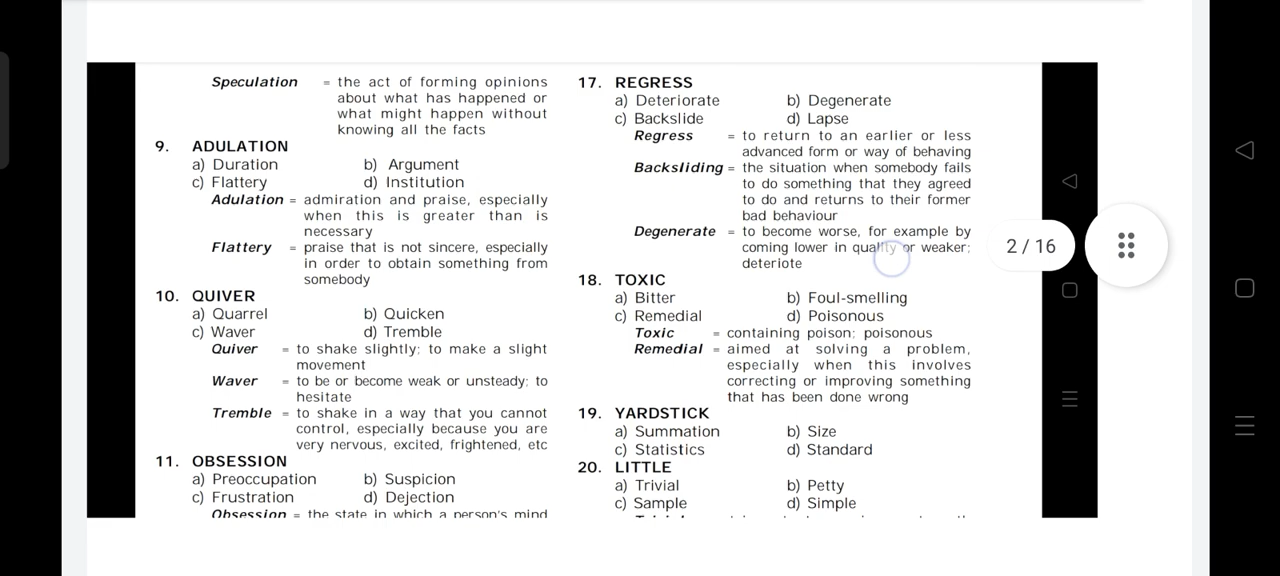 Speculation = the act of forming opinions
about what has happened or
what might happen without
knowing all the facts
9. ADULATION
a) Duration b) Argument
c) Flattery d) Institution
Adulation = admiration and praise, especially
when this is greater than is
necessary
Flattery = praise that is not sincere, especially
in order to obtain something from
somebody
10. QUIVER
a) Quarrel b) Quicken
c) Waver d) Tremble
Quiver = to shake slightly; to make a slight
movement
Waver = to be or become weak or unsteady; to
hesitate
Tremble = to shake in a way that you cannot
control, especially because you are
very nervous, excited, frightened, etc
11. OBSESSION
a) Preoccupation b) Suspicion
c) Frustration d) Dejection
Obsession = the state in which a person's mind
17. REGRESS
a) Deteriorate b) Degenerate
c) Backslide d) Lapse
Regress = to return to an earlier or less
advanced form or way of behaving
Backsliding = the situation when somebody fails
to do something that they agreed
to do and returns to their former
bad behaviour
Degenerate = to become worse, for example by
coming lower in quality or weaker;
deteriote
18. TOXIC
a) Bitter b) Foul-smelling
c) Remedial d) Poisonous
Toxic = containing poison; poisonous
Remedial = aimed at solving a problem,
especially when this involves
correcting or improving something
that has been done wrong
19. YARDSTICK
a) Summation b) Size
c) Statistics d) Standard
20. LITTLE
a) Trivial b) Petty
c) Sample d) Simple
2 / 16